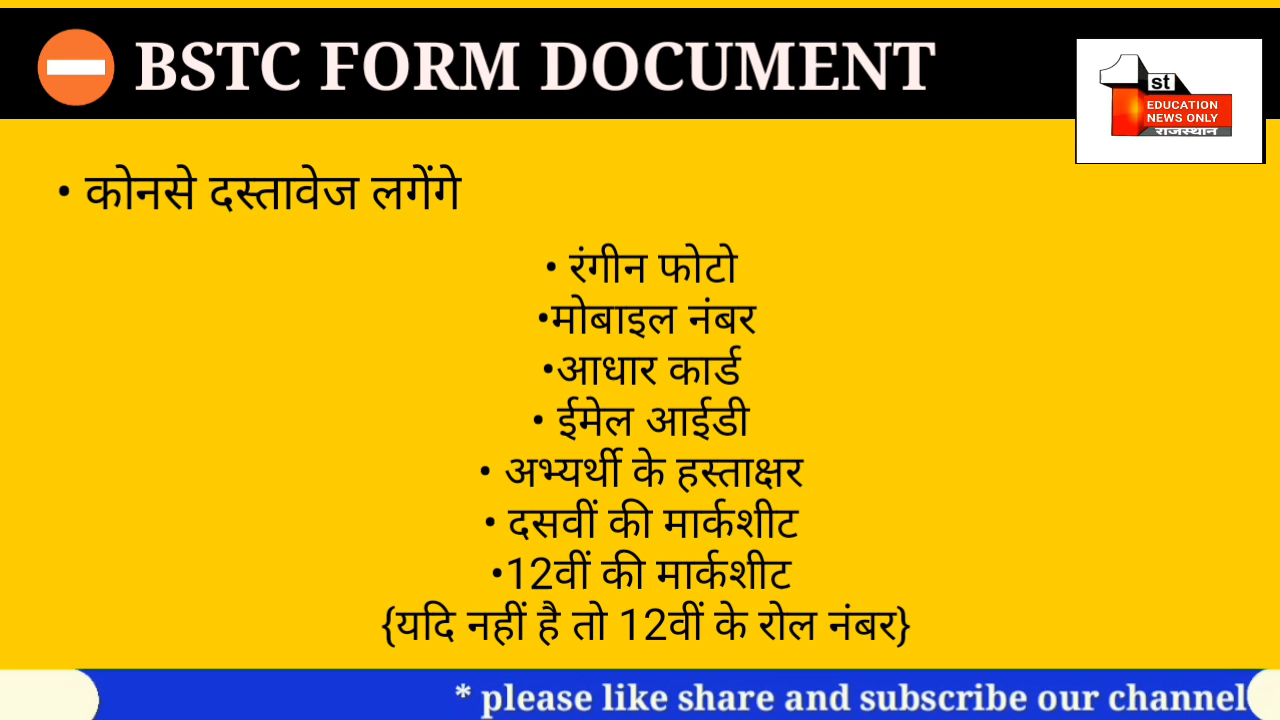 BSTC FORM DOCUMENT
st
EDUCATION
NEWS ONLY
राजस्थान
• कोनसे दस्तावेज लगेंगे
• रंगीन फोटो
•मोबाइल नंबर
•आधार कार्ड
• ईमेल आईडी
• अभ्यर्थी के हस्ताक्षर
• दसवीं की मार्कशीट
•12वीं की मार्कशीट
{यदि नहीं है तो 12वीं के रोल नंबर}
* please like share and subscribe our channel